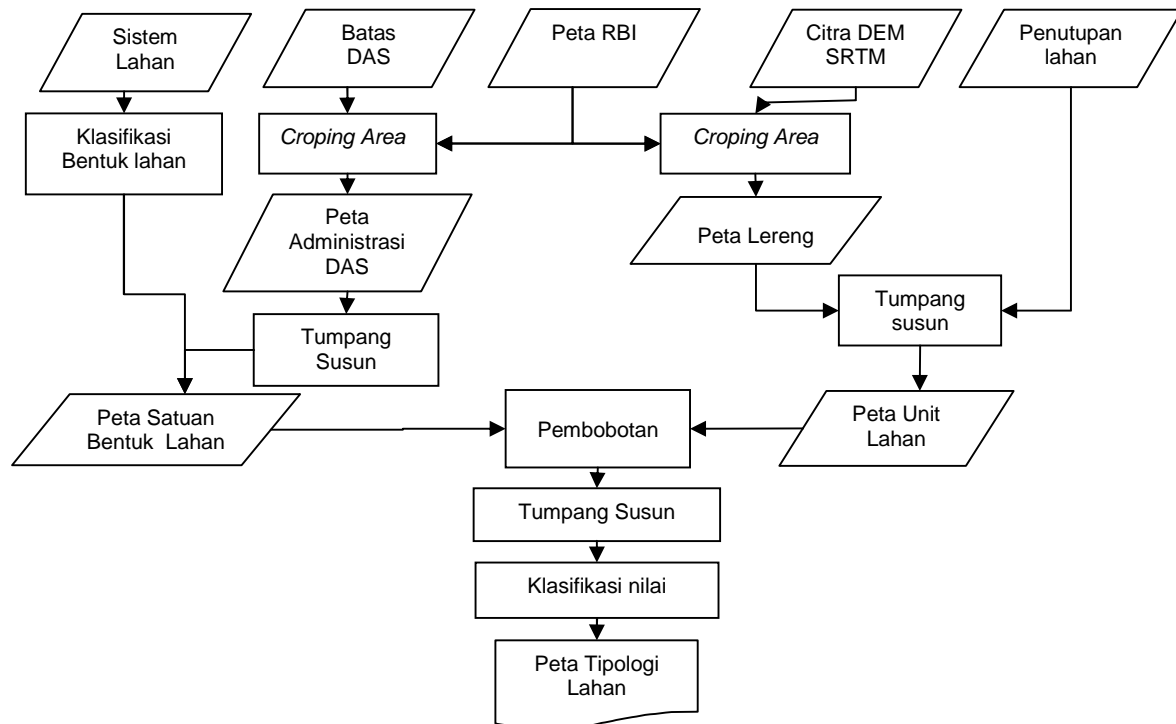 Sistem
Lahan
Batas
DAS
Peta RBI
Citra DEM
SRTM
Penutupan
lahan
Klasifikasi
Bentuk lahan
Croping Area
Croping Area
Peta
Administrasi
DAS
Peta Lereng
Tumpang
Susun
Tumpang
susun
Peta Satuan
Bentuk Lahan
Pembobotan
Peta Unit
Lahan
Tumpang Susun
Klasifikasi nilai
Peta Tipologi
Lahan